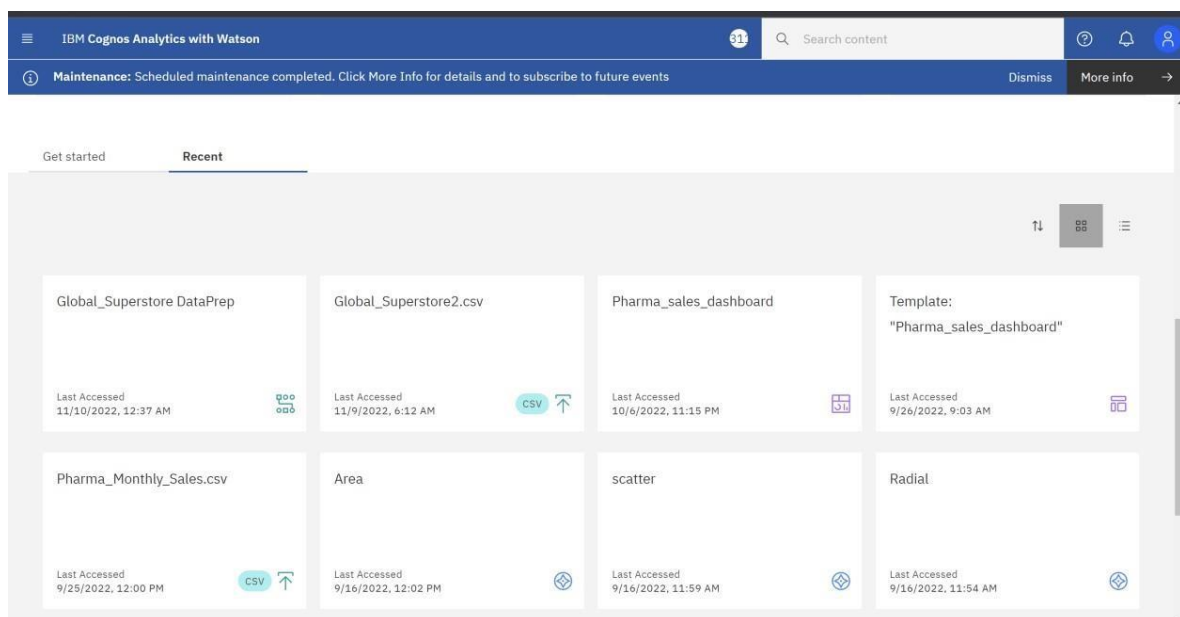 IBM Cognos Analytics with Watson
Search content
Maintenance: Scheduled maintenance completed. Click More Info for details and to subscribe to future events
Dismiss
More info
Get started
Recent
Global_Superstore DataPrep
Last Accessed
11/10/2022, 12:37 AM
Global_Superstore2.csv
Last Accessed
11/9/2022, 6:12 AM
CSV
Pharma_sales_dashboard
Last Accessed
10/6/2022, 11:15 PM
Template:
"Pharma_sales_dashboard"
Last Accessed
9/26/2022, 9:03 AM
Pharma_Monthly_Sales.csv
Last Accessed
9/25/2022, 12:00 PM
CSV
Area
Last Accessed
9/16/2022, 12:02 PM
scatter
Last Accessed
9/16/2022, 11:59 AM
Radial
Last Accessed
9/16/2022, 11:54 AM